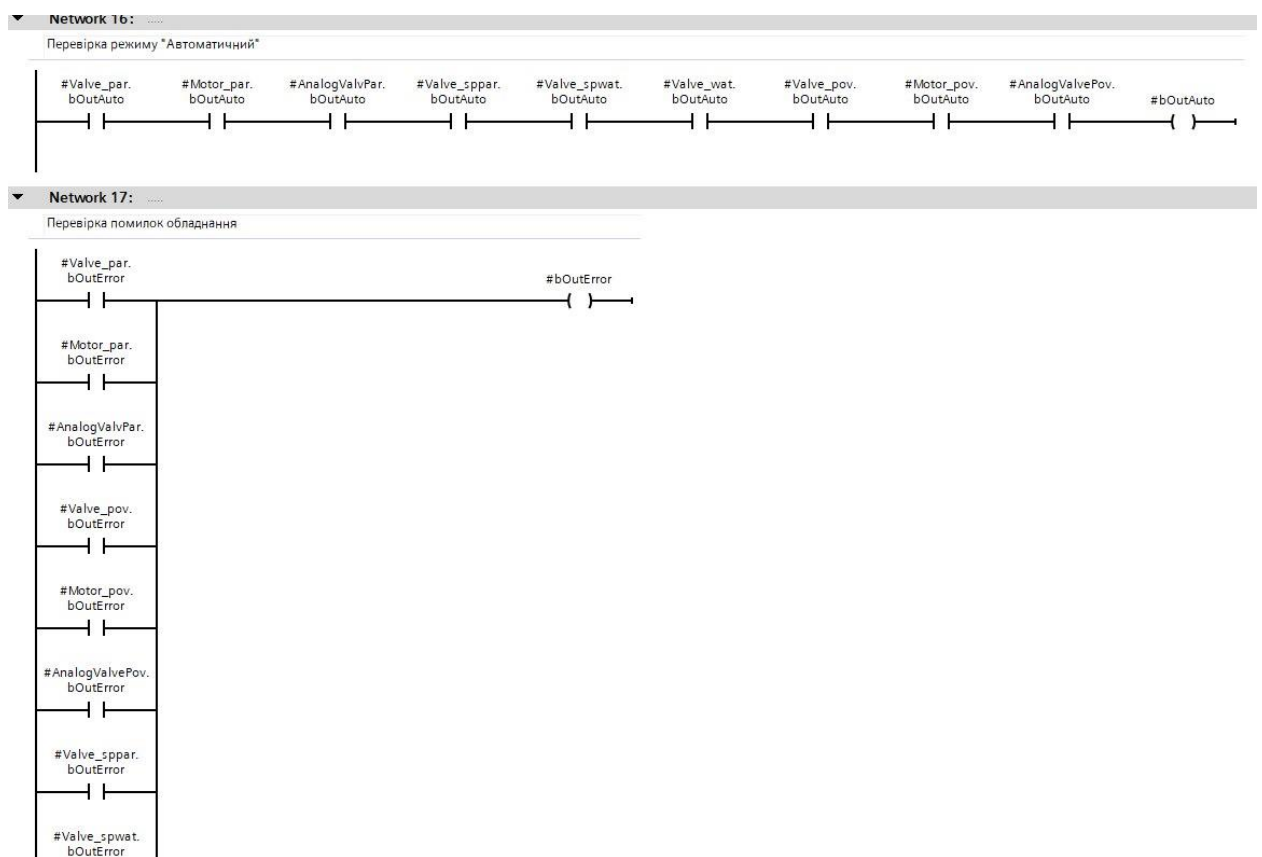 Network 16: .....
Перевірка режиму "Автоматичний"
#Valve_par. #Motor_par. #AnalogValvPar. #Valve_sppar. #Valve_spwat. #Valve_wat. #Valve_pov. #Motor_pov. #AnalogValvePov.
bOutAuto bOutAuto bOutAuto bOutAuto bOutAuto bOutAuto bOutAuto bOutAuto bOutAuto #bOutAuto
Network 17: .....
Перевірка помилок обладнання
#Valve_par.
bOutError #bOutError
#Motor_par.
bOutError
#AnalogValvPar.
bOutError
#Valve_pov.
bOutError
#Motor_pov.
bOutError
#AnalogValvePov.
bOutError
#Valve_sppar.
bOutError
#Valve_spwat.
bOutError